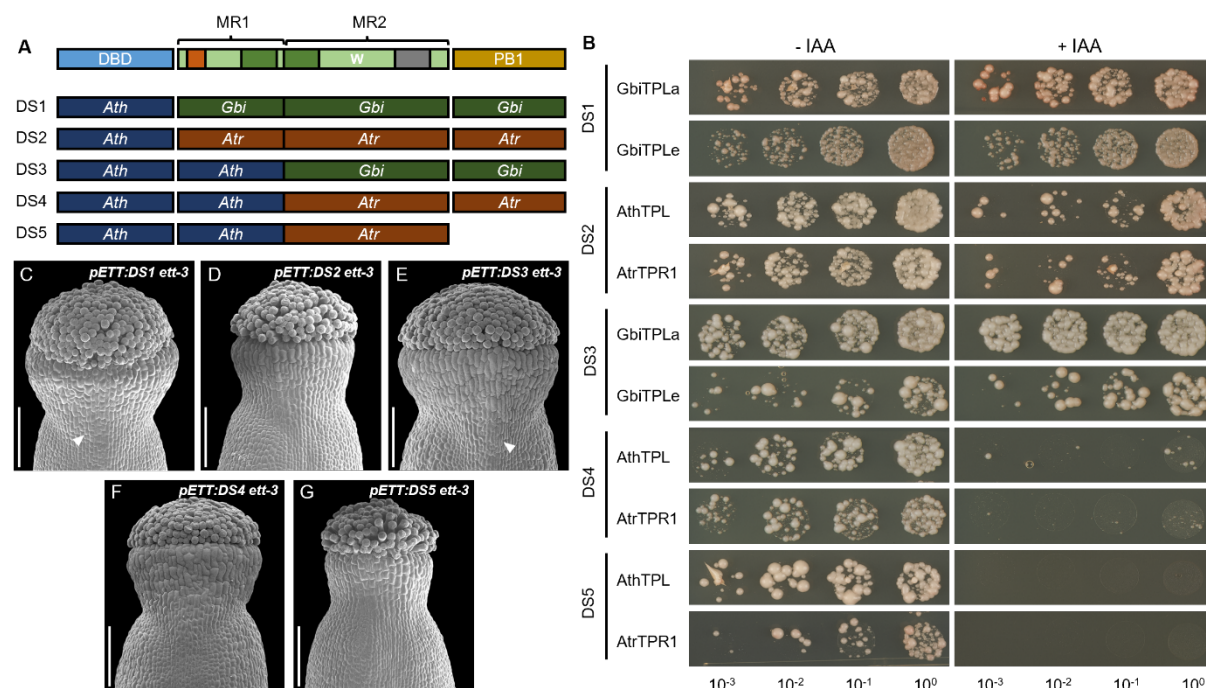 A
MR1 MR2
DBD W PB1
DS1 Ath Gbi Gbi Gbi
DS2 Ath Atr Atr Atr
DS3 Ath Ath Gbi Gbi
DS4 Ath Ath Atr Atr
DS5 Ath Ath Atr
C pETT:DS1 ett-3
D pETT:DS2 ett-3
E pETT:DS3 ett-3
F pETT:DS4 ett-3
G pETT:DS5 ett-3
B
- IAA + IAA
DS1
GbiTPLa
GbiTPLe
DS2
AthTPL
AtrTPR1
DS3
GbiTPLa
GbiTPLe
DS4
AthTPL
AtrTPR1
DS5
AthTPL
AtrTPR1
10⁻³ 10⁻² 10⁻¹ 10⁰ 10⁻³ 10⁻² 10⁻¹ 10⁰